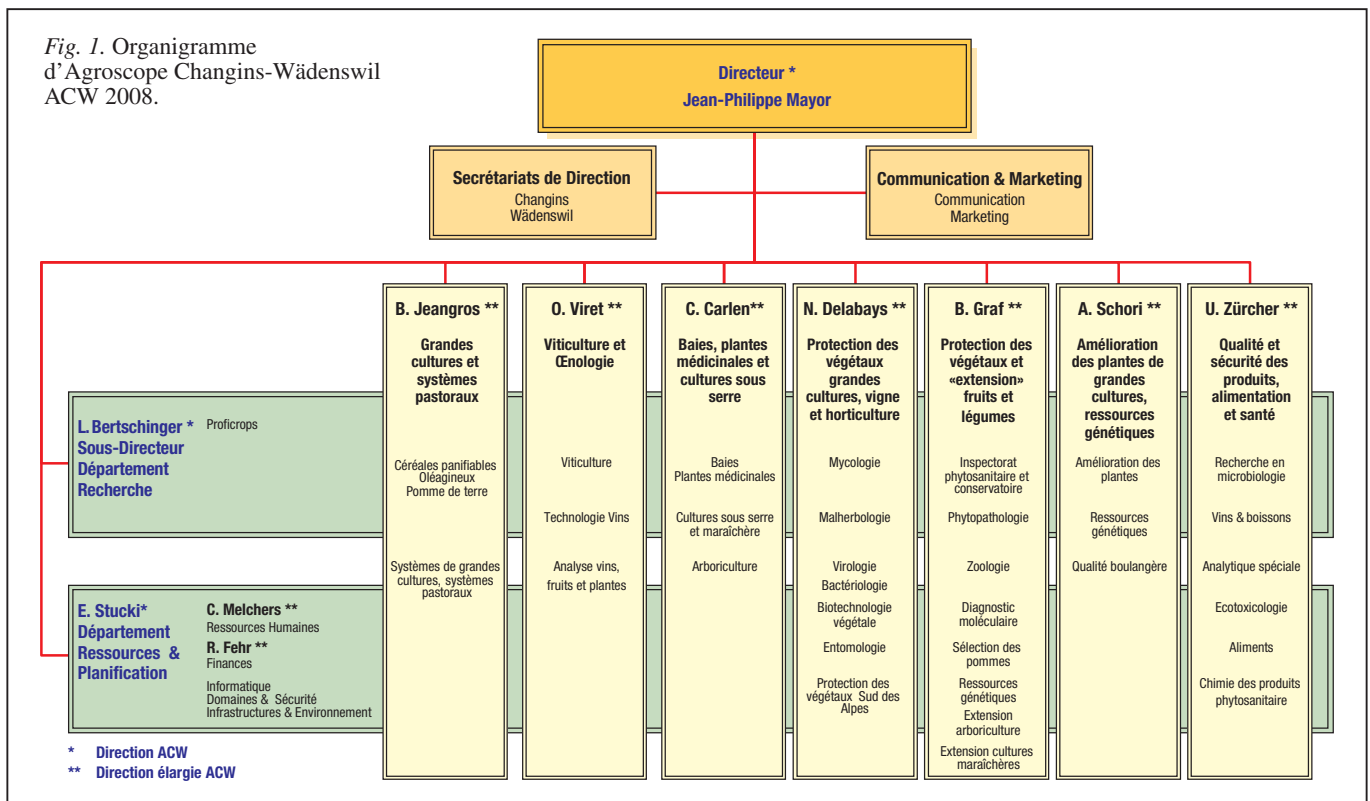 Fig. 1. Organigramme
d'Agroscope Changins-Wädenswil
ACW 2008.
Directeur *
Jean-Philippe Mayor
Secrétariats de Direction
Changins
Wädenswil
Communication & Marketing
Communication
Marketing
B. Jeangros **
Grandes
cultures et
systèmes
pastoraux
Céréales panifiables
Oléagineux
Pomme de terre
Systèmes de grandes
cultures, systèmes
pastoraux
O. Viret **
Viticulture et
Œnologie
Viticulture
Technologie Vins
Analyse vins,
fruits et plantes
C. Carlen**
Baies, plantes
médicinales et
cultures sous
serre
Baies
Plantes médicinales
Cultures sous serre
et maraîchère
Arboriculture
N. Delabays **
Protection des
végétaux
grandes
cultures, vigne
et horticulture
Mycologie
Malherbologie
Virologie
Bactériologie
Biotechnologie
végétale
Entomologie
Protection des
végétaux Sud des
Alpes
B. Graf **
Protection des
végétaux et
«extension»
fruits et
légumes
Inspectorat
phytosanitaire et
conservatoire
Phytopathologie
Zoologie
Diagnostic
moléculaire
Sélection des
pommes
Ressources
génétiques
Extension
arboriculture
Extension cultures
maraîchères
A. Schori **
Amélioration
des plantes de
grandes
cultures,
ressources
génétiques
Amélioration des
plantes
Ressources
génétiques
Qualité boulangère
U. Zürcher **
Qualité et
sécurité des
produits,
alimentation
et santé
Recherche en
microbiologie
Vins & boissons
Analytique spéciale
Ecotoxicologie
Aliments
Chimie des produits
phytosanitaire
L. Bertschinger *
Sous-Directeur
Département
Recherche
Proficrops
E. Stucki*
Département
Ressources &
Planification
C. Melchers **
Ressources Humaines
R. Fehr **
Finances
Informatique
Domaines & Sécurité
Infrastructures & Environnement
* Direction ACW
** Direction élargie ACW